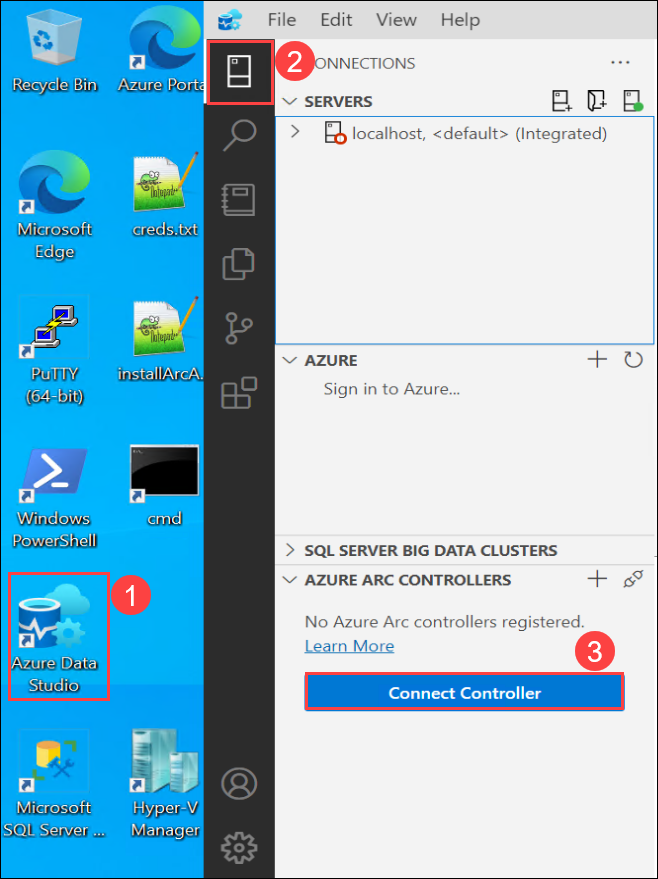 Recycle Bin
Azure Porta
Microsoft
Edge
creds.txt
PuTTY
(64-bit)
installArcA.
Windows
PowerShell
cmd
1
Azure Data
Studio
Microsoft
SQL Server ...
Hyper-V
Manager
File Edit View Help
2
ONNECTIONS
...
SERVERS
localhost, <default> (Integrated)
AZURE
Sign in to Azure...
SQL SERVER BIG DATA CLUSTERS
AZURE ARC CONTROLLERS
No Azure Arc controllers registered.
Learn More
3
Connect Controller